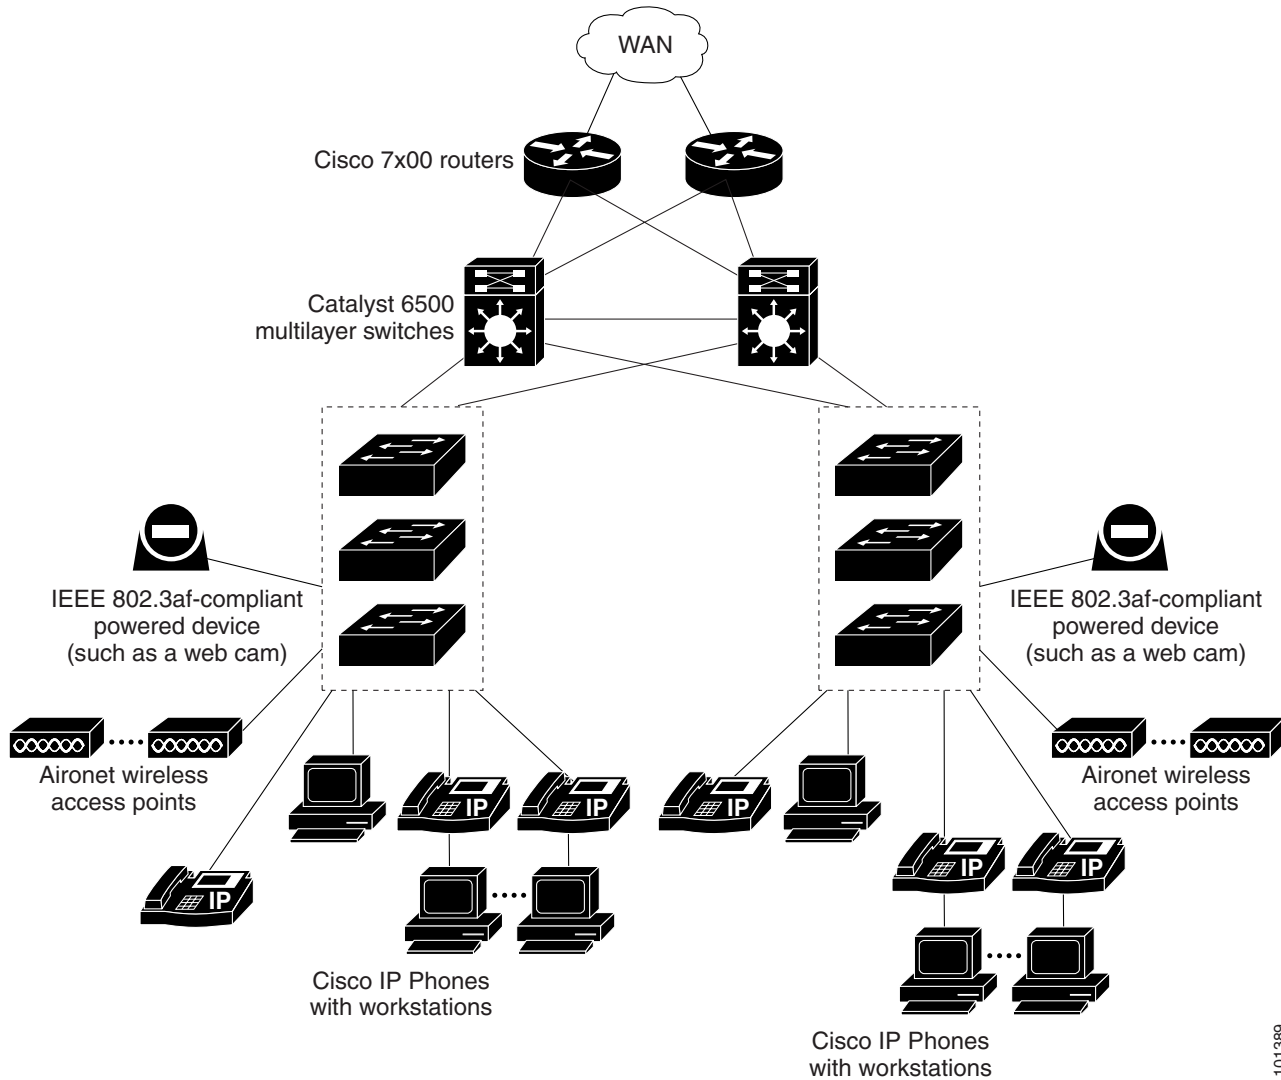 WAN
Cisco 7x00 routers
Catalyst 6500
multilayer switches
IEEE 802.3af-compliant
powered device
(such as a web cam)
IEEE 802.3af-compliant
powered device
(such as a web cam)
Aironet wireless
access points
Aironet wireless
access points
IP
IP
IP
IP
IP
IP
Cisco IP Phones
with workstations
Cisco IP Phones
with workstations
101389